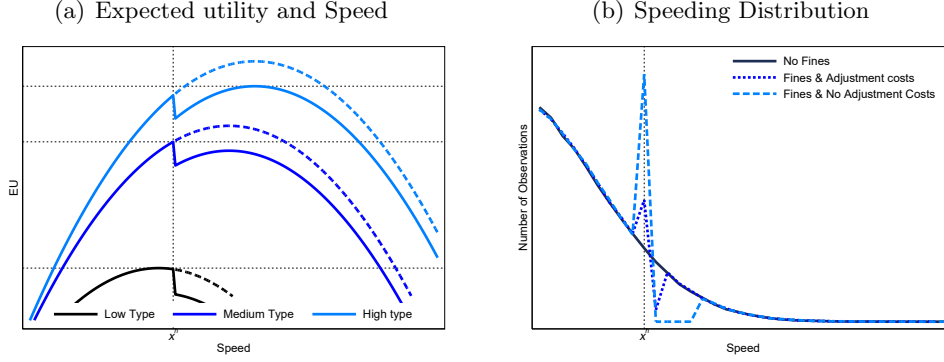 (a) Expected utility and Speed
EU
Low Type
Medium Type
High type
Speed
(b) Speeding Distribution
Number of Observations
No Fines
Fines & Adjustment costs
Fines & No Adjustment Costs
Speed